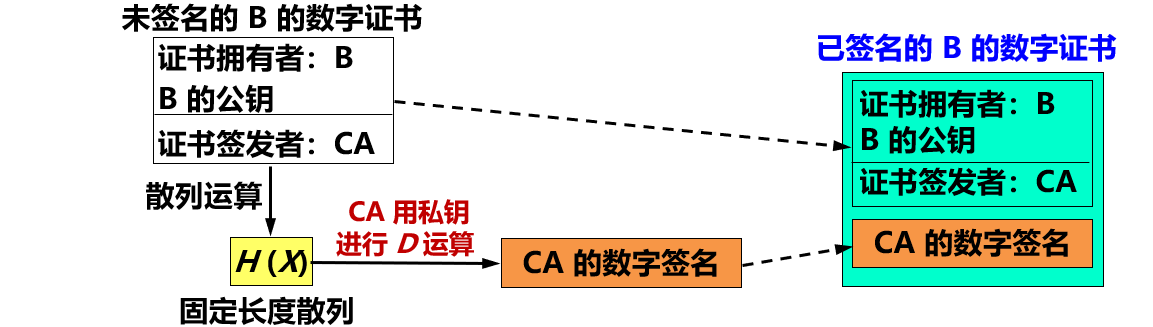 未签名的 B 的数字证书
证书拥有者：B
B 的公钥
证书签发者：CA
散列运算
H (X)
固定长度散列
CA 用私钥
进行 D 运算
CA 的数字签名
已签名的 B 的数字证书
证书拥有者：B
B 的公钥
证书签发者：CA
CA 的数字签名